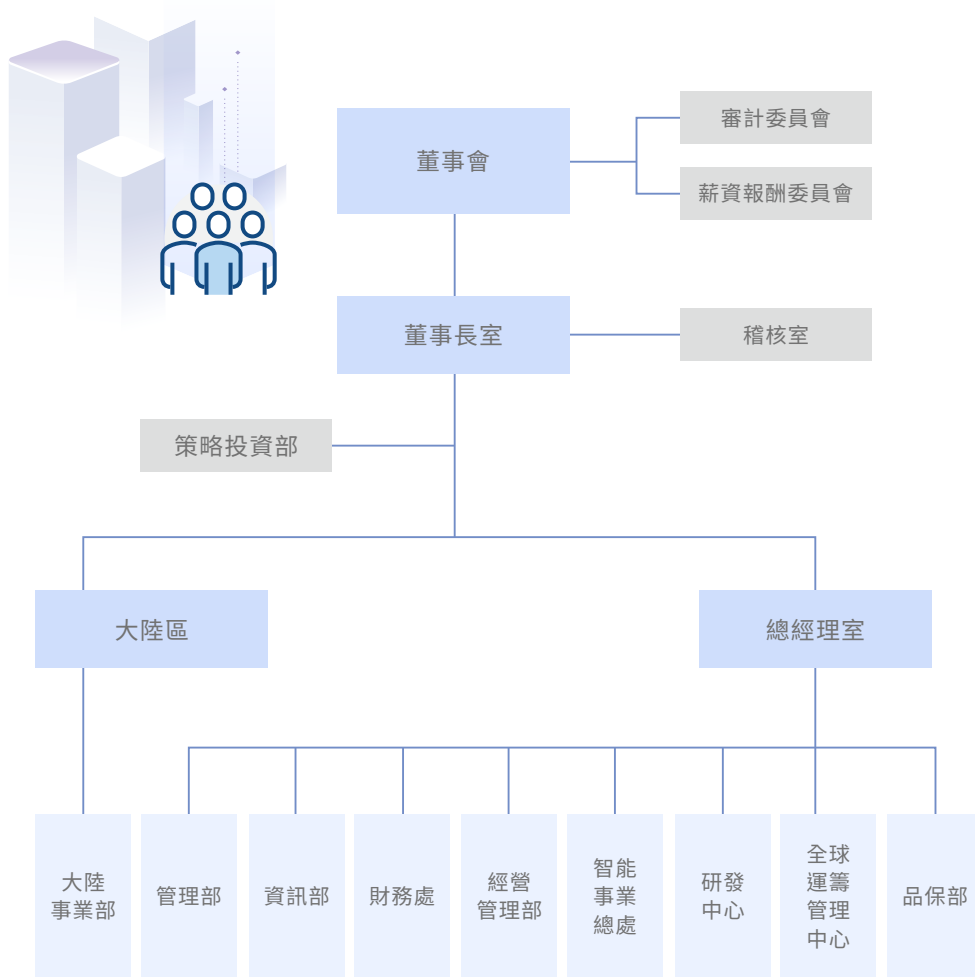 董事會
審計委員會
薪資報酬委員會
董事長室
稽核室
策略投資部
大陸區
總經理室
大陸
事業部
管理部
資訊部
財務處
經營
管理部
智能
事業
總處
研發
中心
全球
運籌
管理
中心
品保部